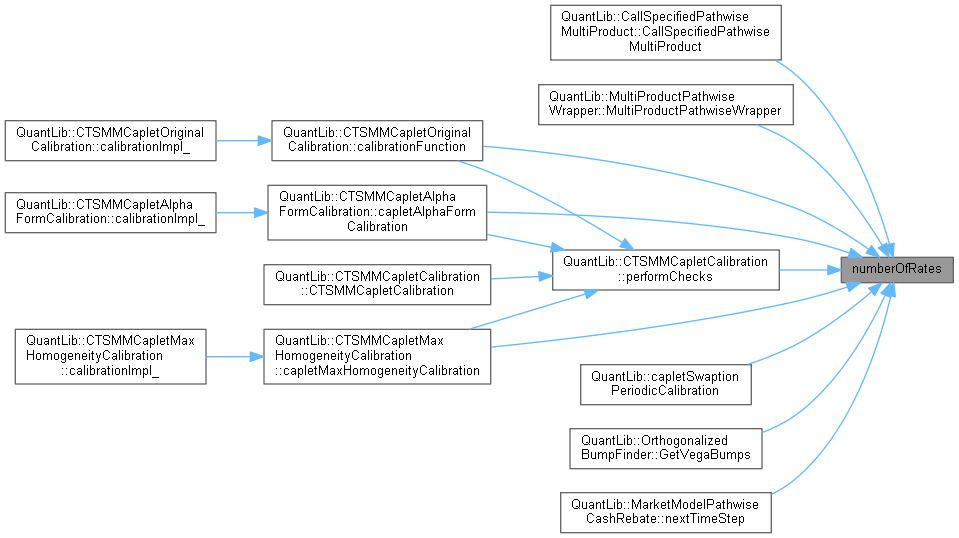 QuantLib::CallSpecifiedPathwise
MultiProduct::CallSpecifiedPathwise
MultiProduct
QuantLib::MultiProductPathwise
Wrapper::MultiProductPathwiseWrapper
QuantLib::CTSMMCapletOriginal
Calibration::calibrationImpl_
QuantLib::CTSMMCapletOriginal
Calibration::calibrationFunction
QuantLib::CTSMMCapletAlpha
FormCalibration::calibrationImpl_
QuantLib::CTSMMCapletAlpha
FormCalibration::capletAlphaForm
Calibration
QuantLib::CTSMMCapletCalibration
::performChecks
numberOfRates
QuantLib::CTSMMCapletCalibration
::CTSMMCapletCalibration
QuantLib::CTSMMCapletMax
HomogeneityCalibration
::calibrationImpl_
QuantLib::CTSMMCapletMax
HomogeneityCalibration
::capletMaxHomogeneityCalibration
QuantLib::capletSwaption
PeriodicCalibration
QuantLib::Orthogonalized
BumpFinder::GetVegaBumps
QuantLib::MarketModelPathwise
CashRebate::nextTimeStep